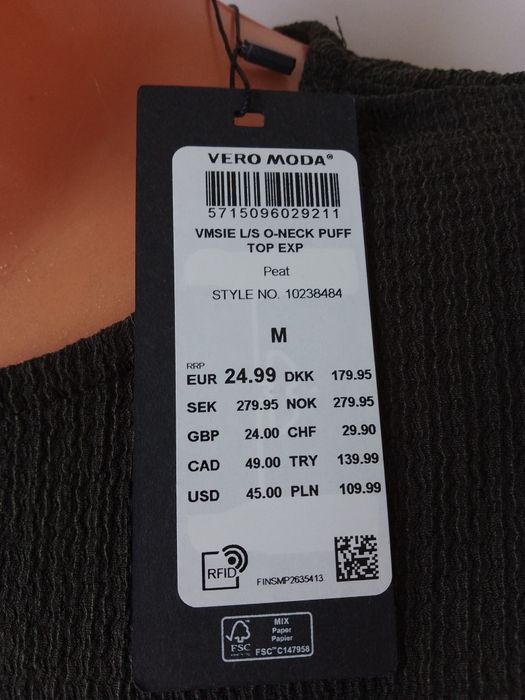 VERO MODA®
5715096029211
VMSIE L/S O-NECK PUFF
TOP EXP
Peat
STYLE NO. 10238484
M
RRP
EUR 24.99 DKK 179.95
SEK 279.95 NOK 279.95
GBP 24.00 CHF 29.90
CAD 49.00 TRY 139.99
USD 45.00 PLN 109.99
RFID
FINSMP2635413
MIX
Paper
Papier
FSC
FSC™C147958